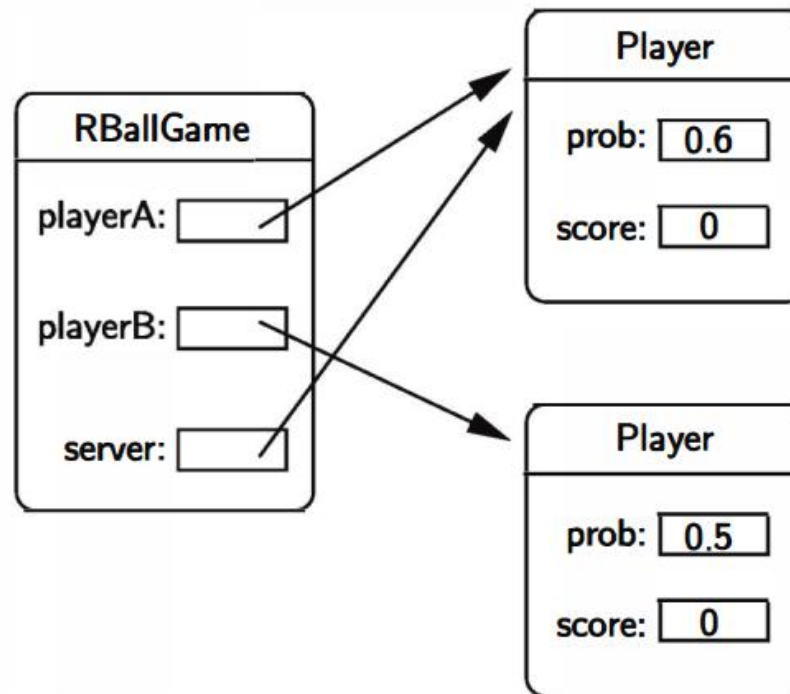 RBallGame
playerA:
playerB:
server:
Player
prob: 0.6
score: 0
Player
prob: 0.5
score: 0